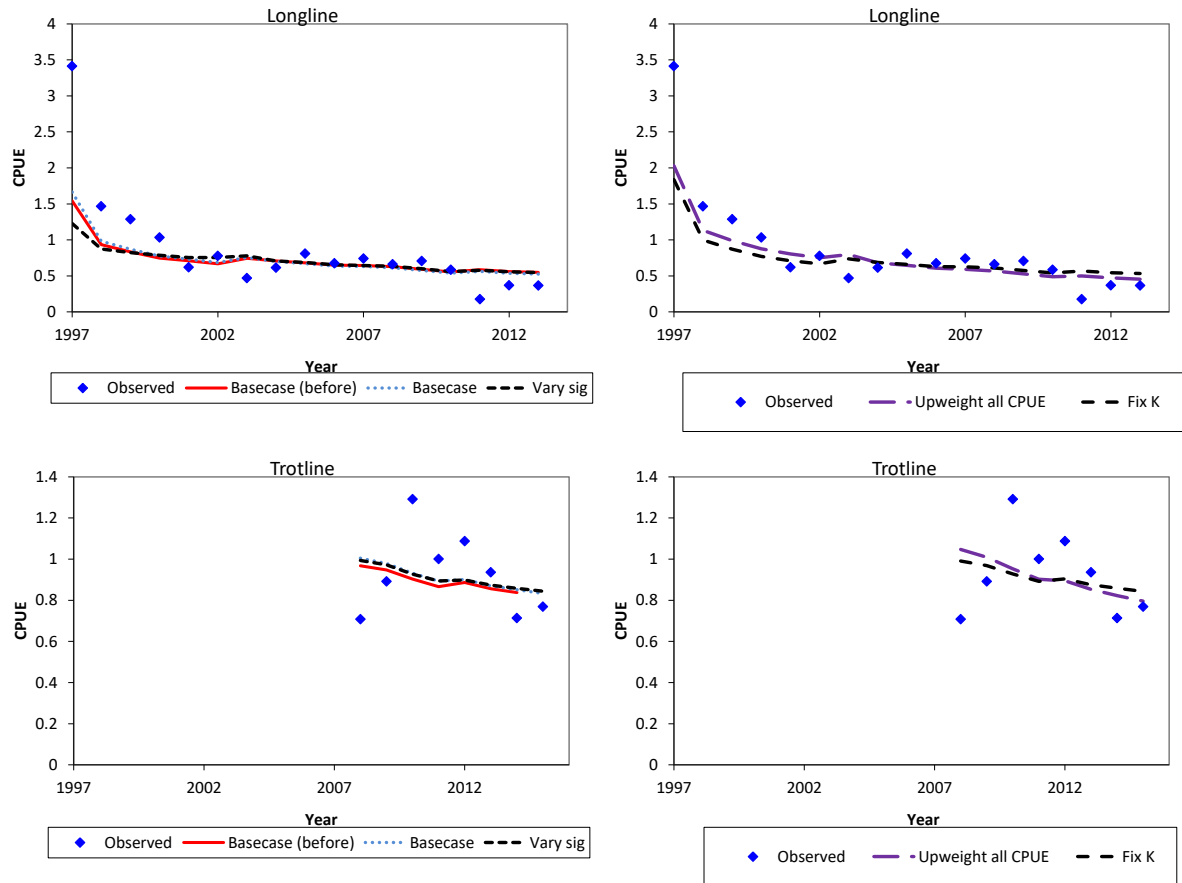 Longline
4
3.5
3
2.5
2
1.5
1
0.5
0
CPUE
1997 2002 2007 2012
Year
Observed Basecase (before) Basecase Vary sig
Longline
4
3.5
3
2.5
2
1.5
1
0.5
0
CPUE
1997 2002 2007 2012
Year
Observed Upweight all CPUE Fix K
Trotline
1.4
1.2
1
0.8
0.6
0.4
0.2
0
CPUE
1997 2002 2007 2012
Year
Observed Basecase (before) Basecase Vary sig
Trotline
1.4
1.2
1
0.8
0.6
0.4
0.2
0
CPUE
1997 2002 2007 2012
Year
Observed Upweight all CPUE Fix K